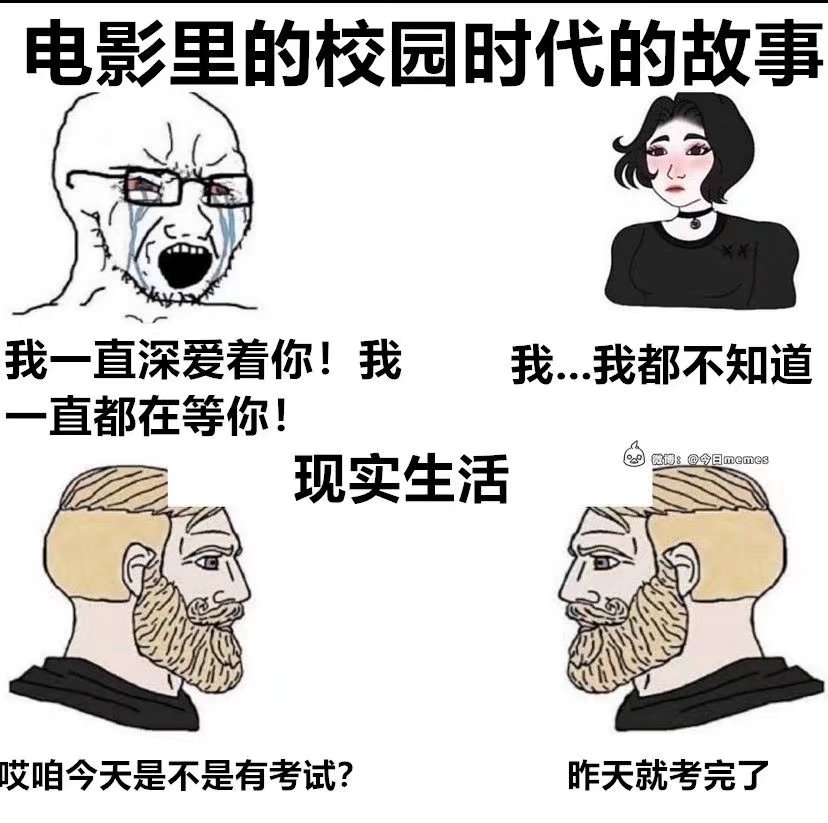 电影里的校园时代的故事
我一直深爱着你！我
一直都在等你！
我...我都不知道
微博：@今日memes
现实生活
哎咱今天是不是有考试？
昨天就考完了